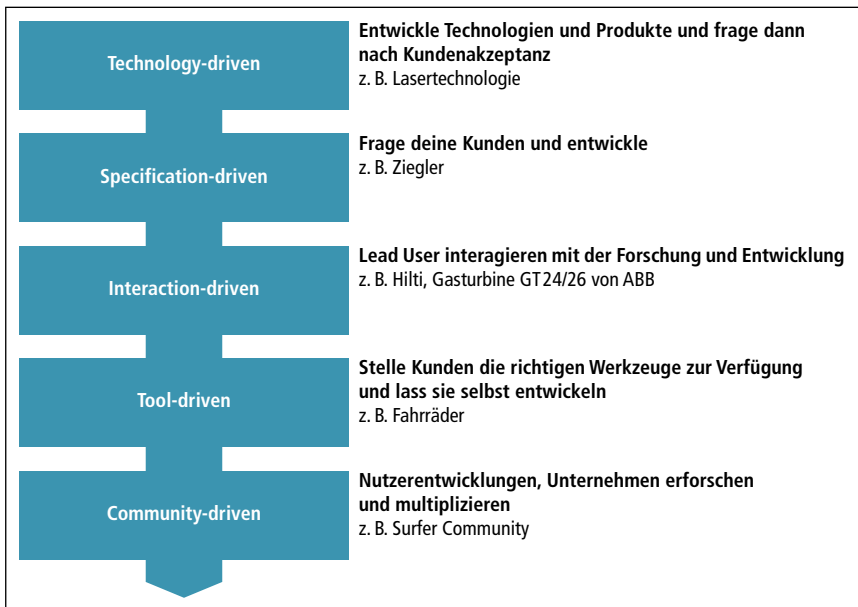 Technology-driven
Entwickle Technologien und Produkte und frage dann
nach Kundenakzeptanz
z. B. Lasertechnologie
Specification-driven
Frage deine Kunden und entwickle
z. B. Ziegler
Interaction-driven
Lead User interagieren mit der Forschung und Entwicklung
z. B. Hilti, Gasturbine GT24/26 von ABB
Tool-driven
Stelle Kunden die richtigen Werkzeuge zur Verfügung
und lass sie selbst entwickeln
z. B. Fahrräder
Community-driven
Nutzerentwicklungen, Unternehmen erforschen
und multiplizieren
z. B. Surfer Community